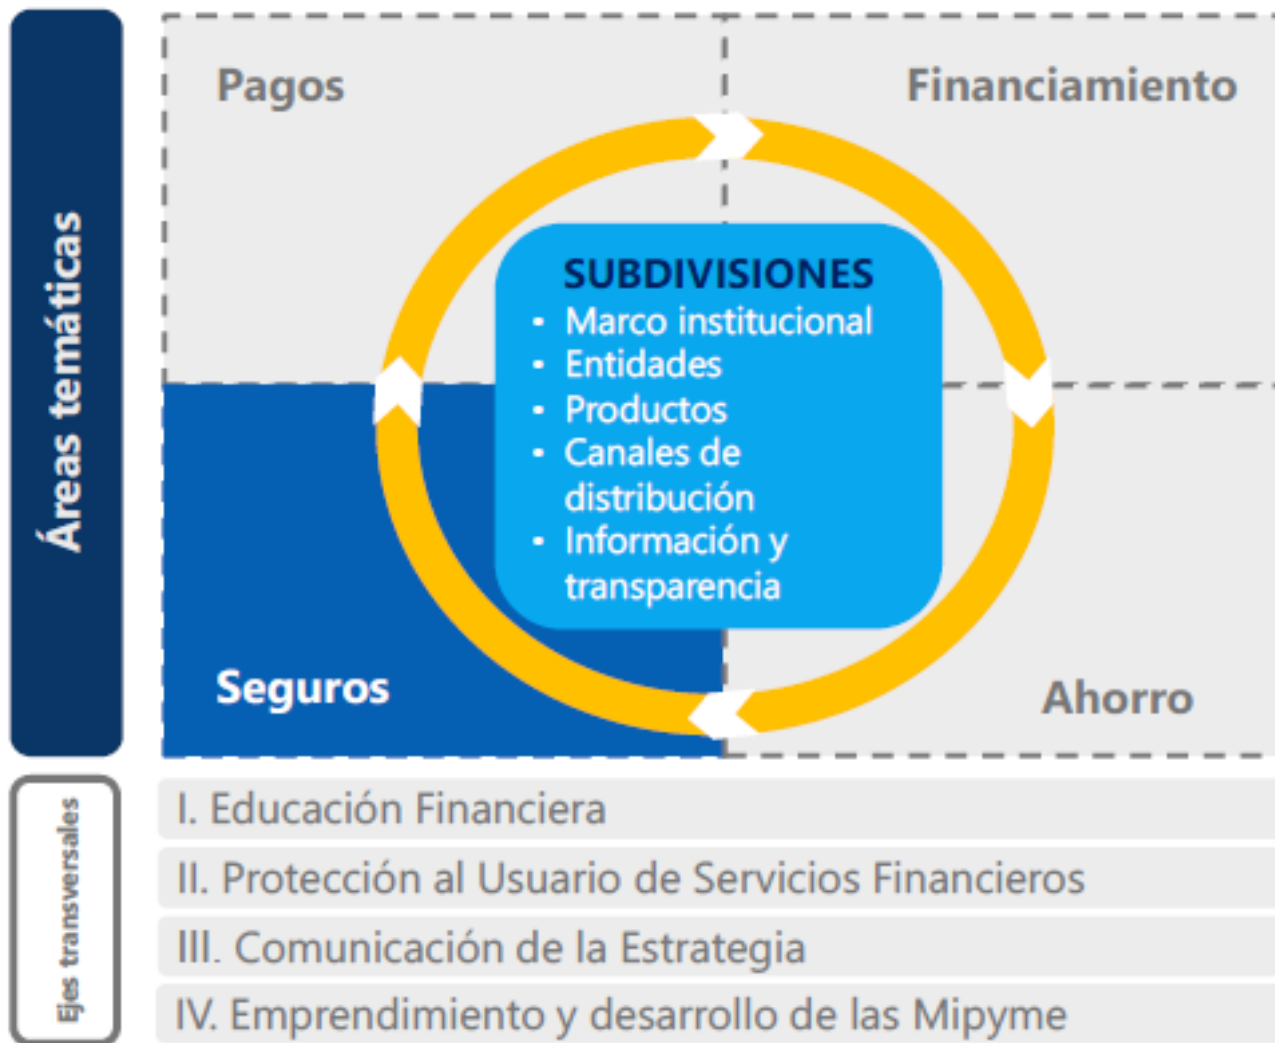 Áreas temáticas
Pagos
Financiamiento
SUBDIVISIONES
• Marco institucional
• Entidades
• Productos
• Canales de
distribución
• Información y
transparencia
Seguros
Ahorro
Ejes transversales
I. Educación Financiera
II. Protección al Usuario de Servicios Financieros
III. Comunicación de la Estrategia
IV. Emprendimiento y desarrollo de las Mipyme